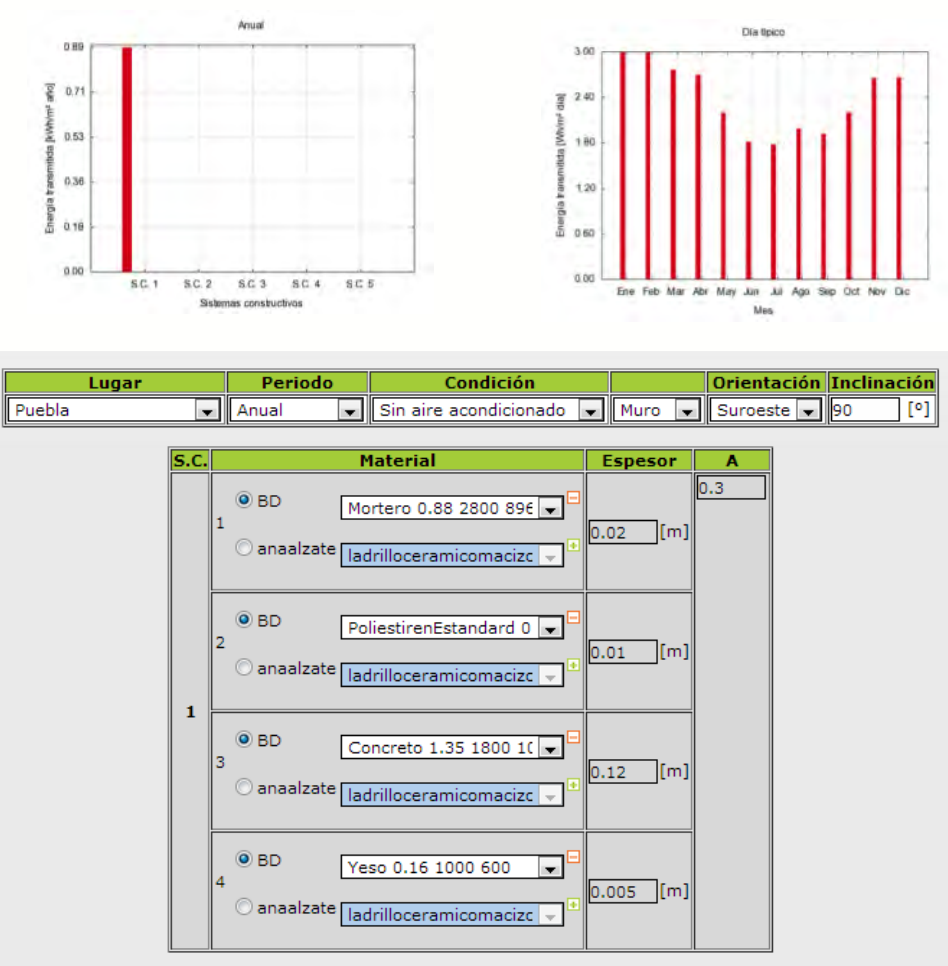 Anual
0.89
0.71
0.53
0.36
0.18
0.00
Energía transmitida [kWh/m² año]
S.C. 1 S.C. 2 S.C. 3 S.C. 4 S.C 5
Sistemas constructivos
Día típico
3.00
2.40
1.80
1.20
0.60
0.00
Energía transmitida [Wh/m² día]
Ene Feb Mar Abr May Jun Jul Ago Sep Oct Nov Dic
Mes
Lugar Periodo Condición Orientación Inclinación
Puebla Anual Sin aire acondicionado Muro Suroeste 90 [º]
S.C. Material Espesor A
1
1 BD Mortero 0.88 2800 896 0.02 [m] 0.3
anaalzate ladrilloceramicomacizc
2 BD PoliestirenEstandard 0 0.01 [m]
anaalzate ladrilloceramicomacizc
3 BD Concreto 1.35 1800 10 0.12 [m]
anaalzate ladrilloceramicomacizc
4 BD Yeso 0.16 1000 600 0.005 [m]
anaalzate ladrilloceramicomacizc